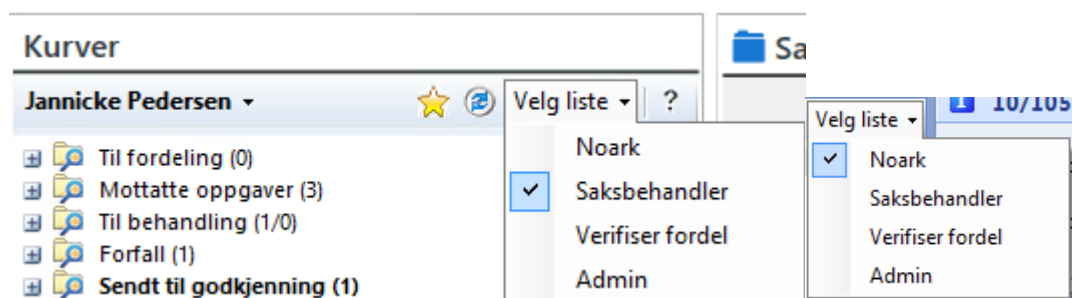 Kurver
Jannicke Pedersen
Velg liste
?
Til fordeling (0)
Mottatte oppgaver (3)
Til behandling (1/0)
Forfall (1)
Sendt til godkjenning (1)
Noark
Saksbehandler
Verifiser fordel
Admin
Sa
10/105
Velg liste
Noark
Saksbehandler
Verifiser fordel
Admin